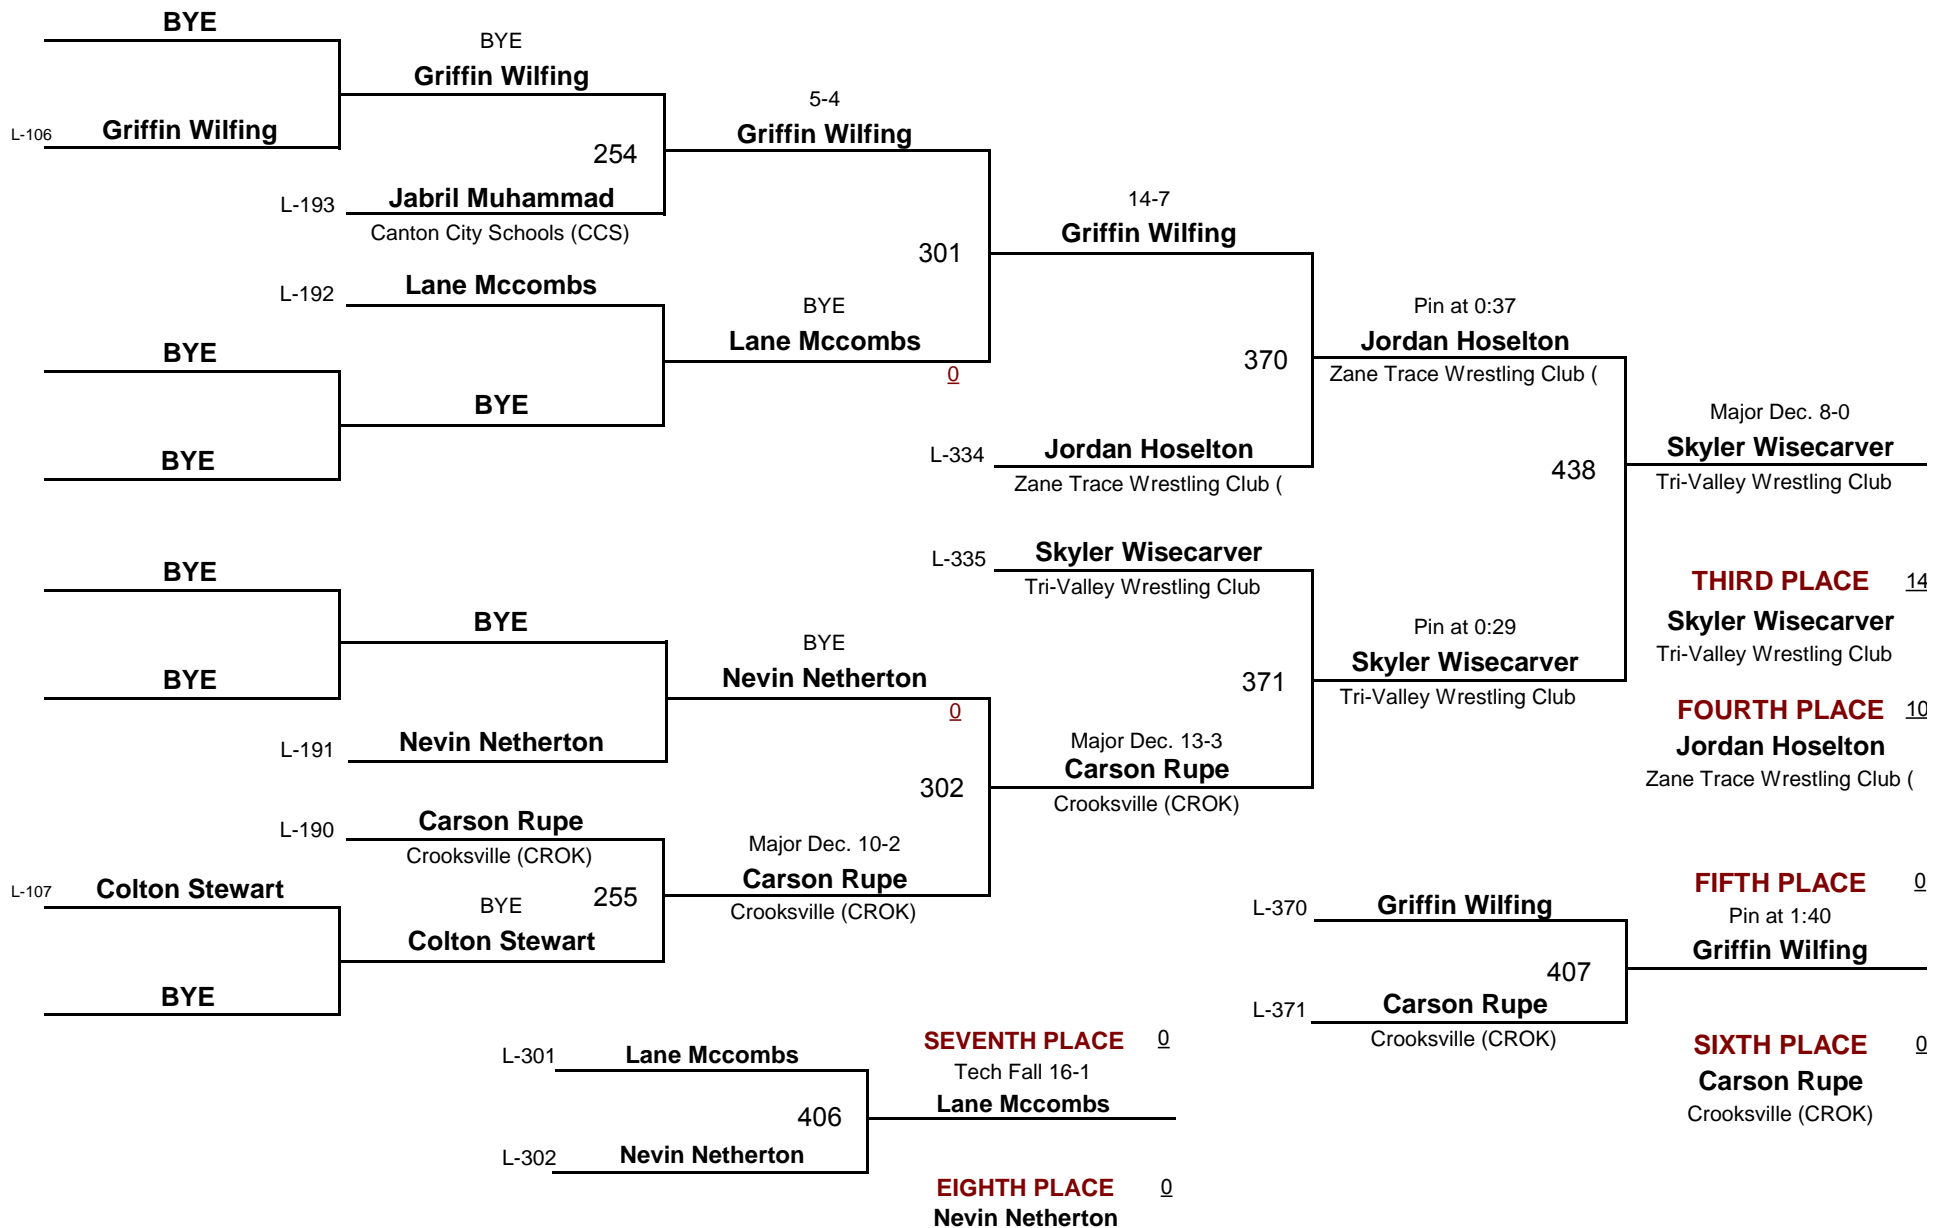 BYE
BYE
Griffin Wilfing
L-106
Griffin Wilfing
5-4
Griffin Wilfing
254
L-193
Jabril Muhammad
Canton City Schools (CCS)
14-7
Griffin Wilfing
301
L-192
Lane Mccombs
BYE
Lane Mccombs
0
BYE
BYE
BYE
Pin at 0:37
Jordan Hoselton
Zane Trace Wrestling Club (
370
L-334
Jordan Hoselton
Zane Trace Wrestling Club (
438
Major Dec. 8-0
Skyler Wisecarver
Tri-Valley Wrestling Club
L-335
Skyler Wisecarver
Tri-Valley Wrestling Club
BYE
BYE
BYE
BYE
Nevin Netherton
0
L-191
Nevin Netherton
371
Pin at 0:29
Skyler Wisecarver
Tri-Valley Wrestling Club
THIRD PLACE 14
Skyler Wisecarver
Tri-Valley Wrestling Club
FOURTH PLACE 10
Jordan Hoselton
Zane Trace Wrestling Club (
302
Major Dec. 13-3
Carson Rupe
Crooksville (CROK)
L-190
Carson Rupe
Crooksville (CROK)
Major Dec. 10-2
Carson Rupe
Crooksville (CROK)
L-107
Colton Stewart
255
BYE
Colton Stewart
BYE
L-370
Griffin Wilfing
407
L-371
Carson Rupe
Crooksville (CROK)
FIFTH PLACE 0
Pin at 1:40
Griffin Wilfing
SIXTH PLACE 0
Carson Rupe
Crooksville (CROK)
L-301
Lane Mccombs
406
L-302
Nevin Netherton
SEVENTH PLACE 0
Tech Fall 16-1
Lane Mccombs
EIGHTH PLACE 0
Nevin Netherton